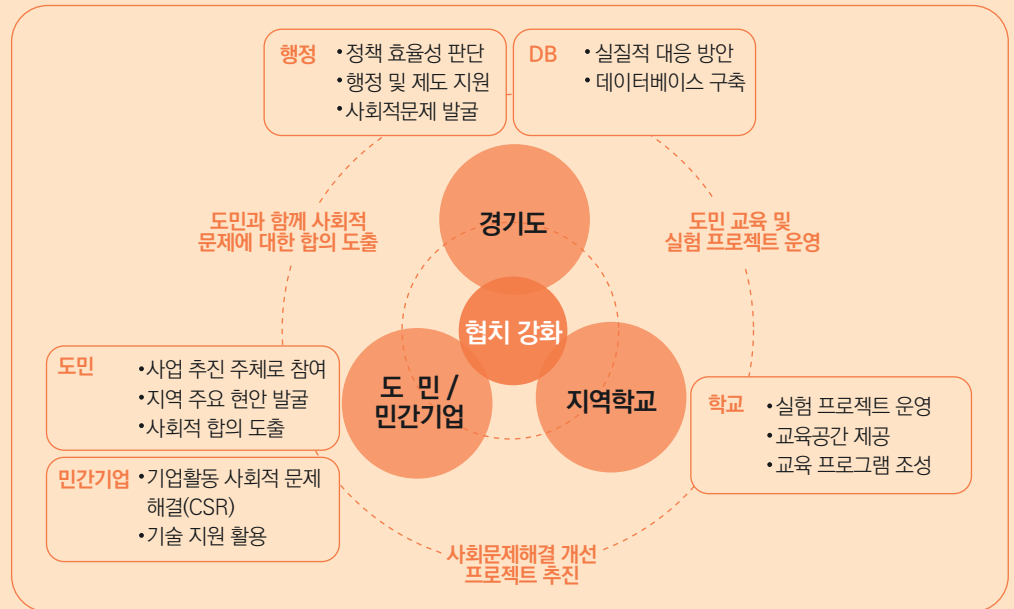 행정
•정책 효율성 판단
•행정 및 제도 지원
•사회적문제 발굴
DB
•실질적 대응 방안
•데이터베이스 구축
도민과 함께 사회적
문제에 대한 합의 도출
경기도
도민 교육 및
실험 프로젝트 운영
협치 강화
도민
•사업 추진 주체로 참여
•지역 주요 현안 발굴
•사회적 합의 도출
도 민 /
민간기업
지역학교
학교
•실험 프로젝트 운영
•교육공간 제공
•교육 프로그램 조성
민간기업
•기업활동 사회적 문제
해결(CSR)
•기술 지원 활용
사회문제해결 개선
프로젝트 추진